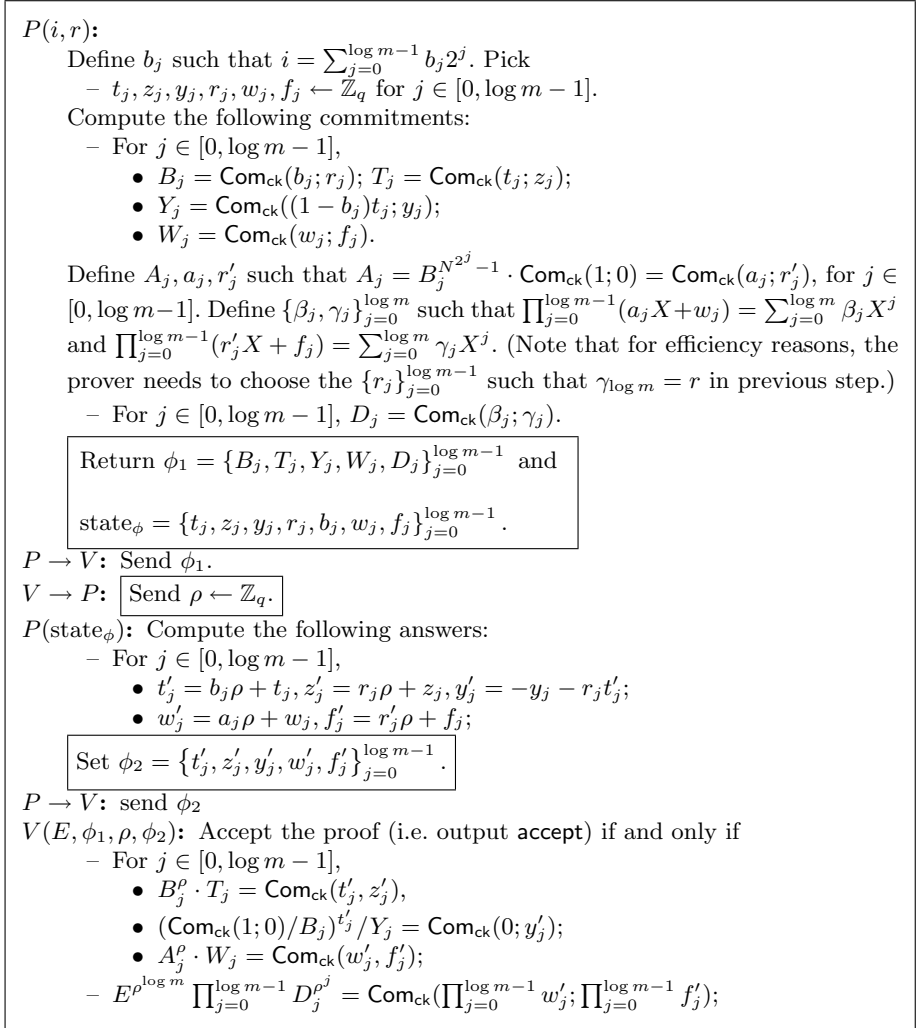 P(i, r):
Define b_j such that i = ∑_{j=0}^{log m−1} b_j 2^j. Pick
– t_j, z_j, y_j, r_j, w_j, f_j ← ℤ_q for j ∈ [0, log m − 1].
Compute the following commitments:
– For j ∈ [0, log m − 1],
• B_j = Com_ck(b_j; r_j); T_j = Com_ck(t_j; z_j);
• Y_j = Com_ck((1 − b_j)t_j; y_j);
• W_j = Com_ck(w_j; f_j).
Define A_j, a_j, r′_j such that A_j = B_j^{N^{2^j}−1} · Com_ck(1; 0) = Com_ck(a_j; r′_j), for j ∈
[0, log m−1]. Define {β_j, γ_j}_{j=0}^{log m} such that ∏_{j=0}^{log m−1}(a_j X+w_j) = ∑_{j=0}^{log m} β_j X^j
and ∏_{j=0}^{log m−1}(r′_j X + f_j) = ∑_{j=0}^{log m} γ_j X^j. (Note that for efficiency reasons, the
prover needs to choose the {r_j}_{j=0}^{log m−1} such that γ_{log m} = r in previous step.)
– For j ∈ [0, log m − 1], D_j = Com_ck(β_j; γ_j).
Return ϕ_1 = {B_j, T_j, Y_j, W_j, D_j}_{j=0}^{log m−1} and
state_ϕ = {t_j, z_j, y_j, r_j, b_j, w_j, f_j}_{j=0}^{log m−1}.
P → V: Send ϕ_1.
V → P: Send ρ ← ℤ_q.
P(state_ϕ): Compute the following answers:
– For j ∈ [0, log m − 1],
• t′_j = b_j ρ + t_j, z′_j = r_j ρ + z_j, y′_j = −y_j − r_j t′_j;
• w′_j = a_j ρ + w_j, f′_j = r′_j ρ + f_j;
Set ϕ_2 = {t′_j, z′_j, y′_j, w′_j, f′_j}_{j=0}^{log m−1}.
P → V: send ϕ_2
V(E, ϕ_1, ρ, ϕ_2): Accept the proof (i.e. output accept) if and only if
– For j ∈ [0, log m − 1],
• B_j^ρ · T_j = Com_ck(t′_j, z′_j),
• (Com_ck(1; 0)/B_j)^{t′_j}/Y_j = Com_ck(0; y′_j);
• A_j^ρ · W_j = Com_ck(w′_j, f′_j);
– E^{ρ^{log m}} ∏_{j=0}^{log m−1} D_j^{ρ^j} = Com_ck(∏_{j=0}^{log m−1} w′_j; ∏_{j=0}^{log m−1} f′_j);